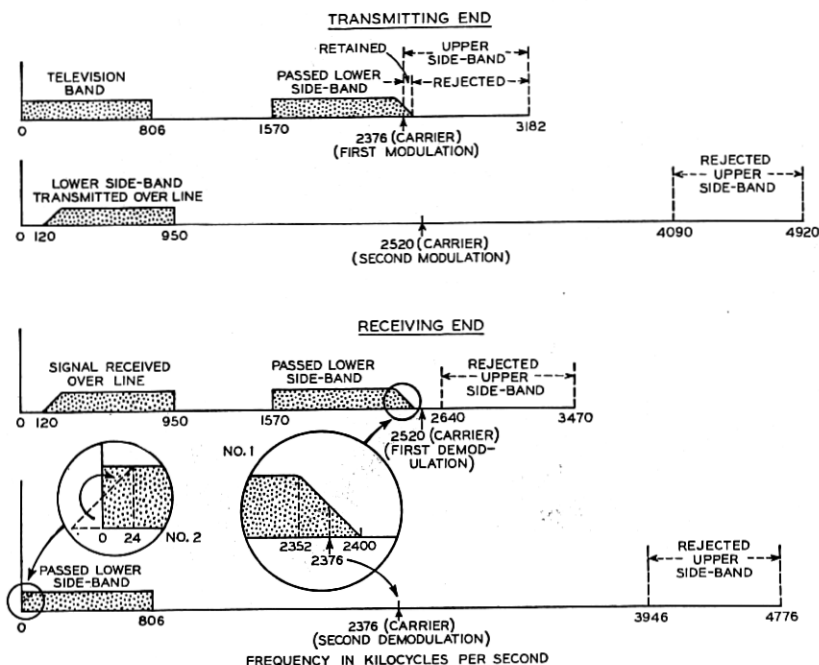 TRANSMITTING END
RETAINED
UPPER
SIDE-BAND
TELEVISION
BAND
PASSED LOWER
SIDE-BAND
REJECTED
0
806
1570
2376 (CARRIER)
(FIRST MODULATION)
3182
LOWER SIDE-BAND
TRANSMITTED OVER LINE
REJECTED
UPPER
SIDE-BAND
0 120
950
2520 (CARRIER)
(SECOND MODULATION)
4090
4920
RECEIVING END
SIGNAL RECEIVED
OVER LINE
PASSED LOWER
SIDE-BAND
REJECTED
UPPER
SIDE-BAND
0 120
950
1570
2520 (CARRIER)
(FIRST DEMOD-
ULATION)
2640
3470
NO. 1
0 24
NO. 2
2352
2376
2400
PASSED LOWER
SIDE-BAND
REJECTED
UPPER
SIDE-BAND
0
806
2376 (CARRIER)
(SECOND DEMODULATION)
3946
4776
FREQUENCY IN KILOCYCLES PER SECOND